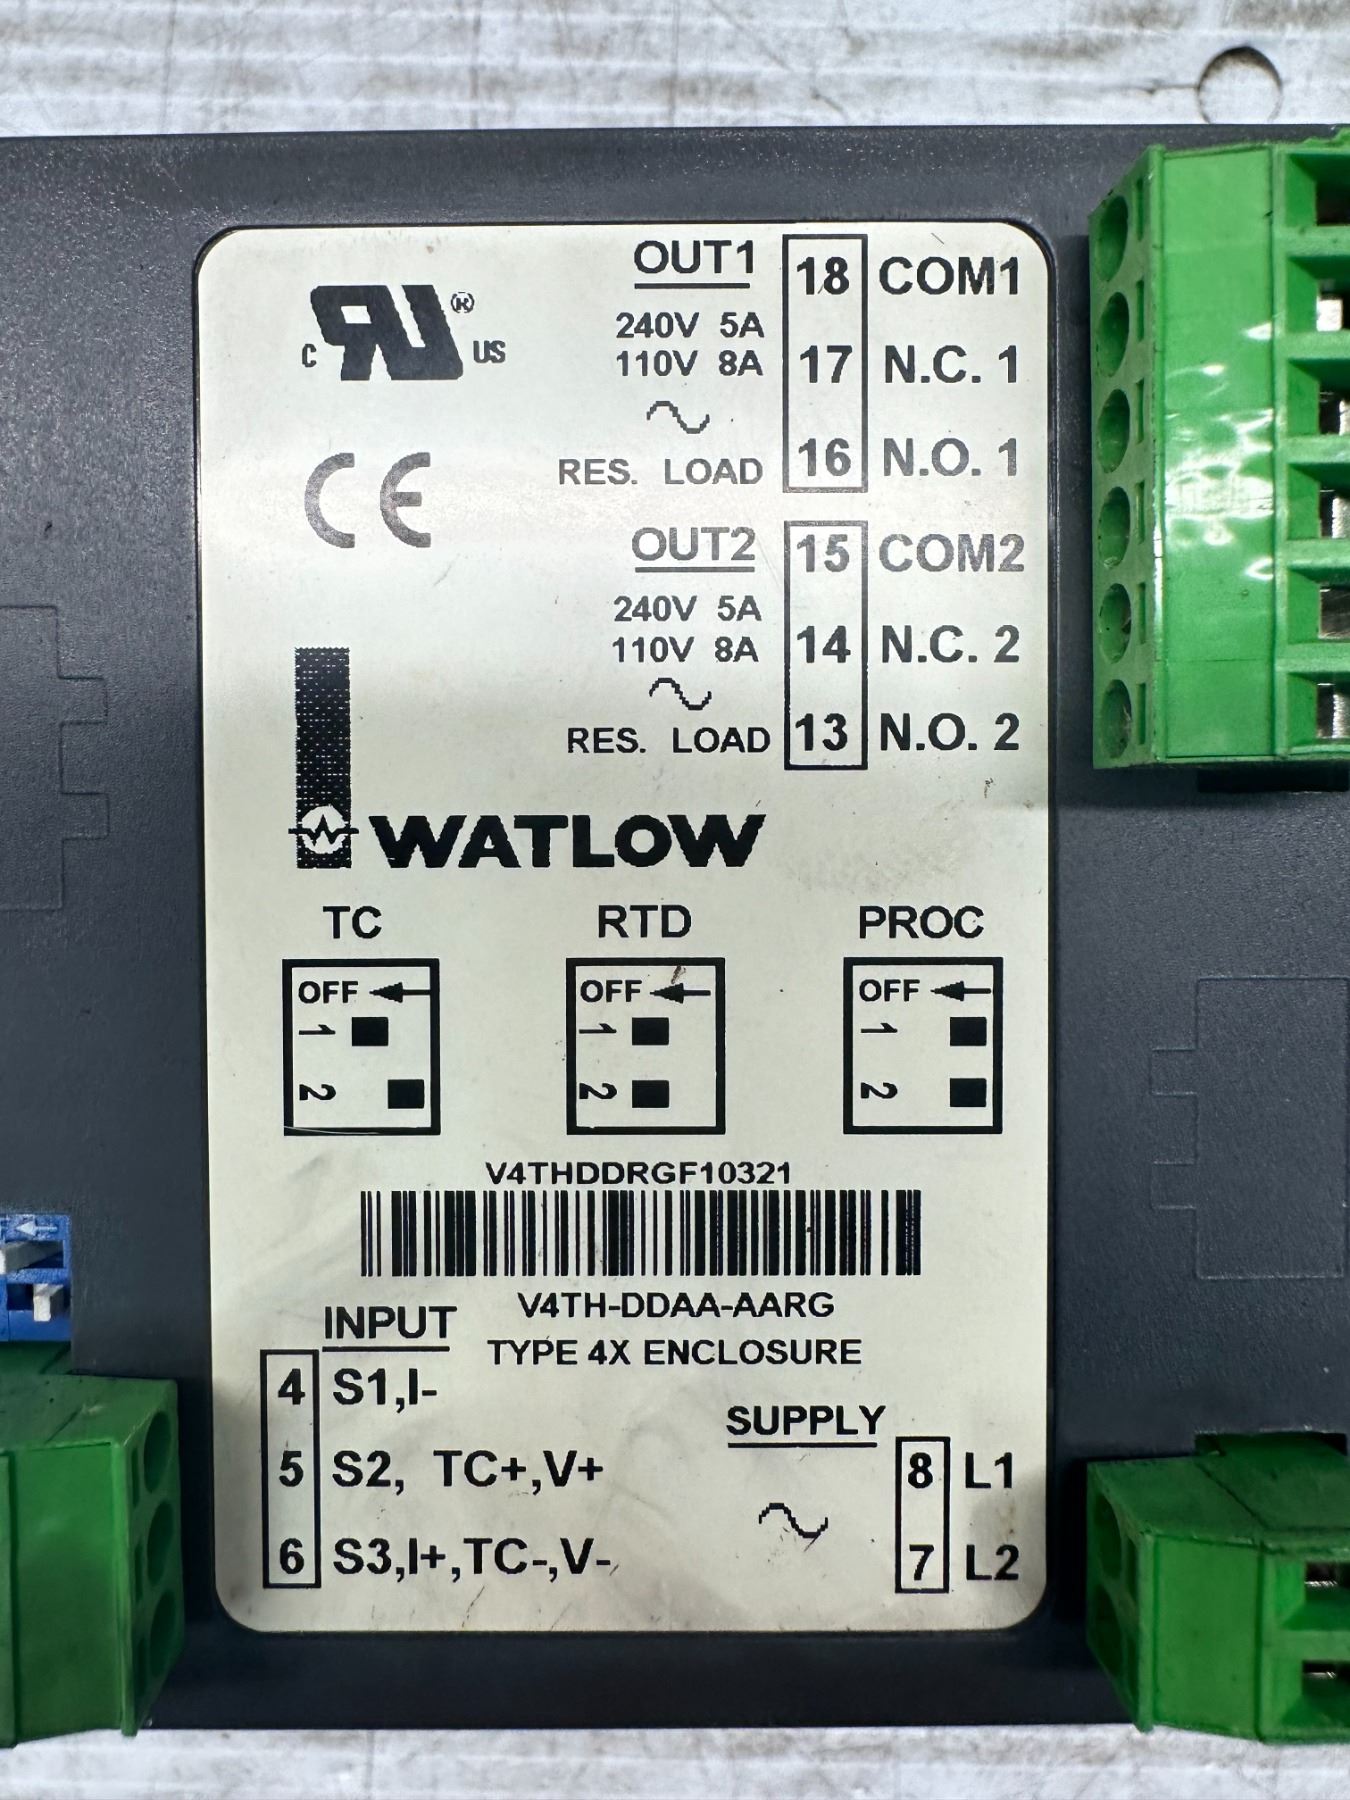 OUT1 18 COM1
240V 5A
110V 8A 17 N.C. 1
RES. LOAD 16 N.O. 1
C UR ® US
CE
OUT2 15 COM2
240V 5A
110V 8A 14 N.C. 2
RES. LOAD 13 N.O. 2
WATLOW
TC RTD PROC
OFF OFF OFF
1 1 1
2 2 2
V4THDDRGF10321
V4TH-DDAA-AARG
INPUT TYPE 4X ENCLOSURE
4 S1,I-
SUPPLY
5 S2, TC+,V+ 8 L1
6 S3,I+,TC-,V- 7 L2